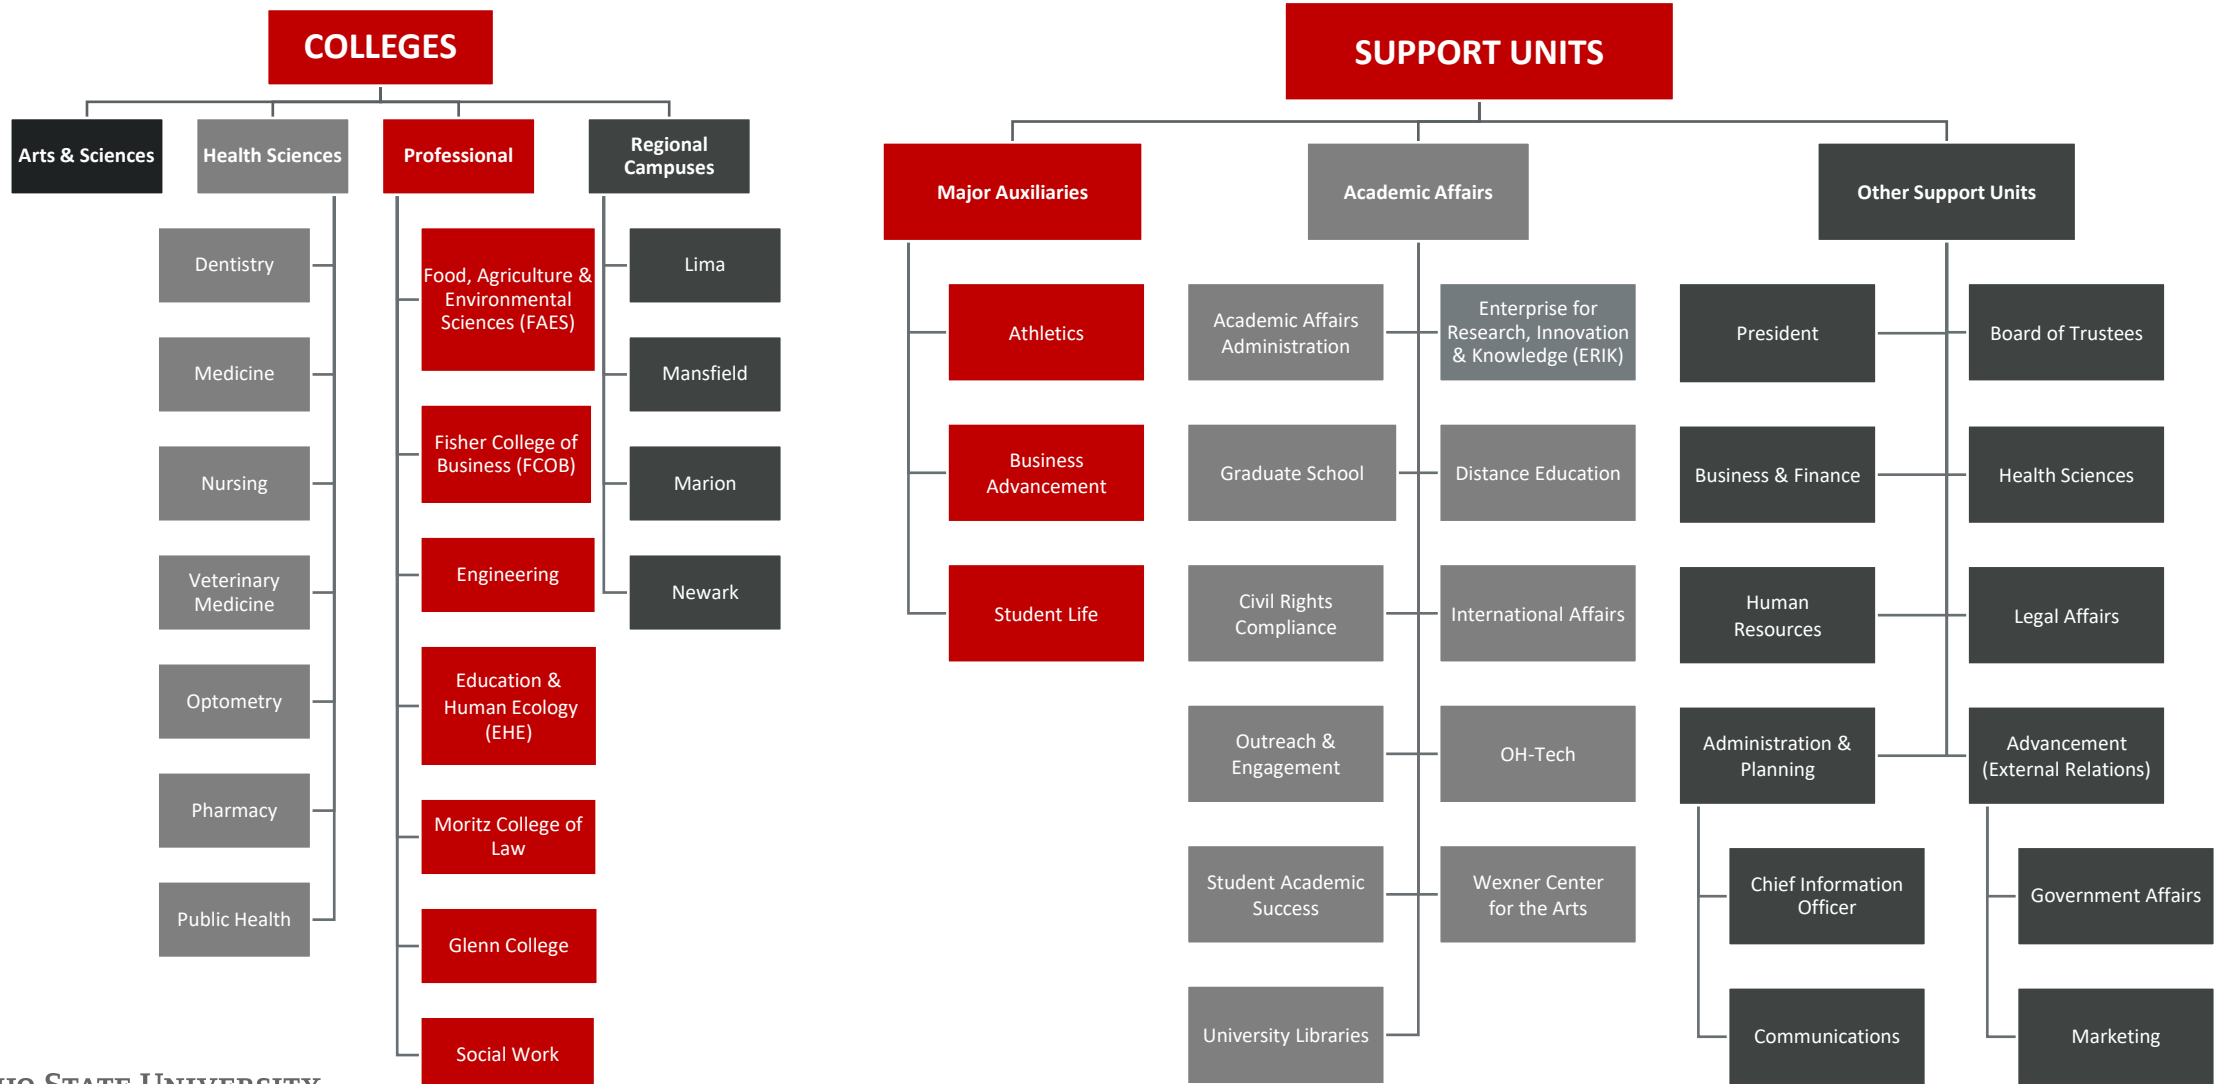 COLLEGES
Arts & Sciences
Health Sciences
Professional
Regional
Campuses
Dentistry
Medicine
Nursing
Veterinary
Medicine
Optometry
Pharmacy
Public Health
Food, Agriculture &
Environmental
Sciences (FAES)
Fisher College of
Business (FCOB)
Engineering
Education &
Human Ecology
(EHE)
Moritz College of
Law
Glenn College
Social Work
Lima
Mansfield
Marion
Newark
SUPPORT UNITS
Major Auxiliaries
Academic Affairs
Other Support Units
Athletics
Business
Advancement
Student Life
Academic Affairs
Administration
Enterprise for
Research, Innovation
& Knowledge (ERIK)
Graduate School
Distance Education
Civil Rights
Compliance
International Affairs
Outreach &
Engagement
OH-Tech
Student Academic
Success
Wexner Center
for the Arts
University Libraries
President
Board of Trustees
Business & Finance
Health Sciences
Human
Resources
Legal Affairs
Administration &
Planning
Advancement
(External Relations)
Chief Information
Officer
Government Affairs
Communications
Marketing
STATE UNIVERSITY